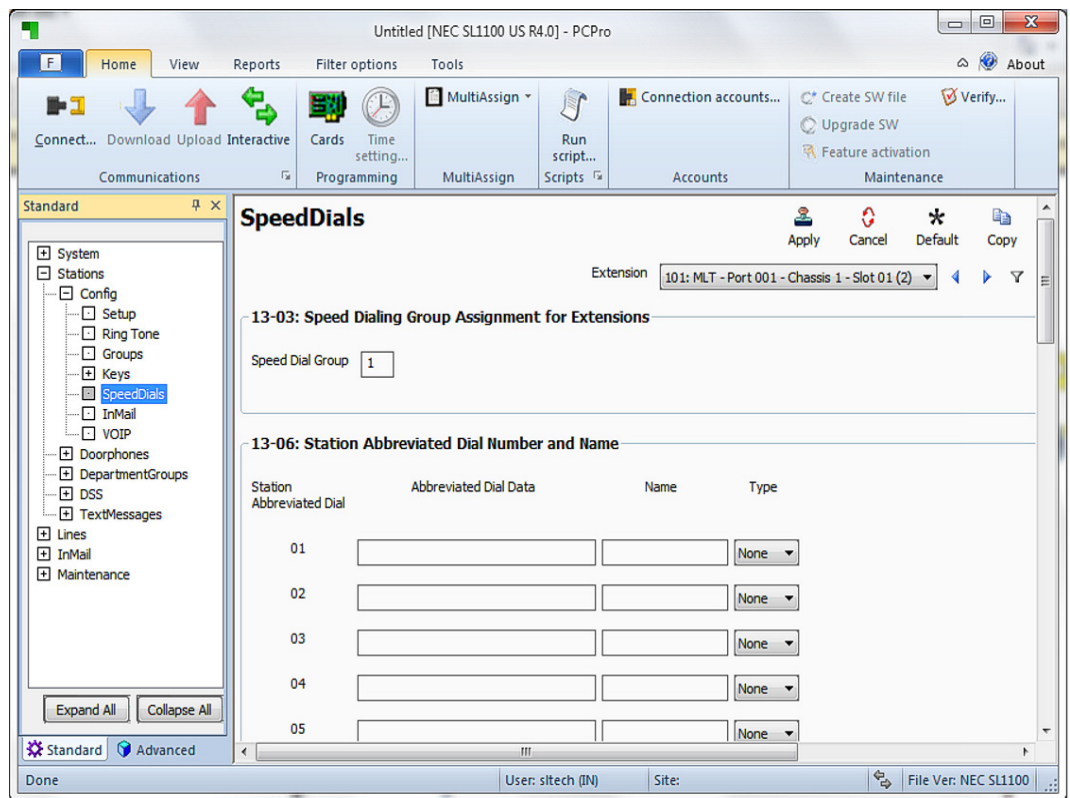 Untitled [NEC SL1100 US R4.0] - PCPro
F Home View Reports Filter options Tools About
Connect... Download Upload Interactive
Communications
Cards Time setting...
Programming
MultiAssign
MultiAssign
Run script...
Scripts
Connection accounts...
Accounts
Create SW file Verify...
Upgrade SW
Feature activation
Maintenance
Standard
System
Stations
Config
Setup
Ring Tone
Groups
Keys
SpeedDials
InMail
VOIP
Doorphones
DepartmentGroups
DSS
TextMessages
Lines
InMail
Maintenance
Expand All Collapse All
Standard Advanced
SpeedDials
Apply Cancel Default Copy
Extension 101: MLT - Port 001 - Chassis 1 - Slot 01 (2)
13-03: Speed Dialing Group Assignment for Extensions
Speed Dial Group 1
13-06: Station Abbreviated Dial Number and Name
Station Abbreviated Dial Abbreviated Dial Data Name Type
01 None
02 None
03 None
04 None
05 None
Done User: sltech (IN) Site: File Ver: NEC SL1100